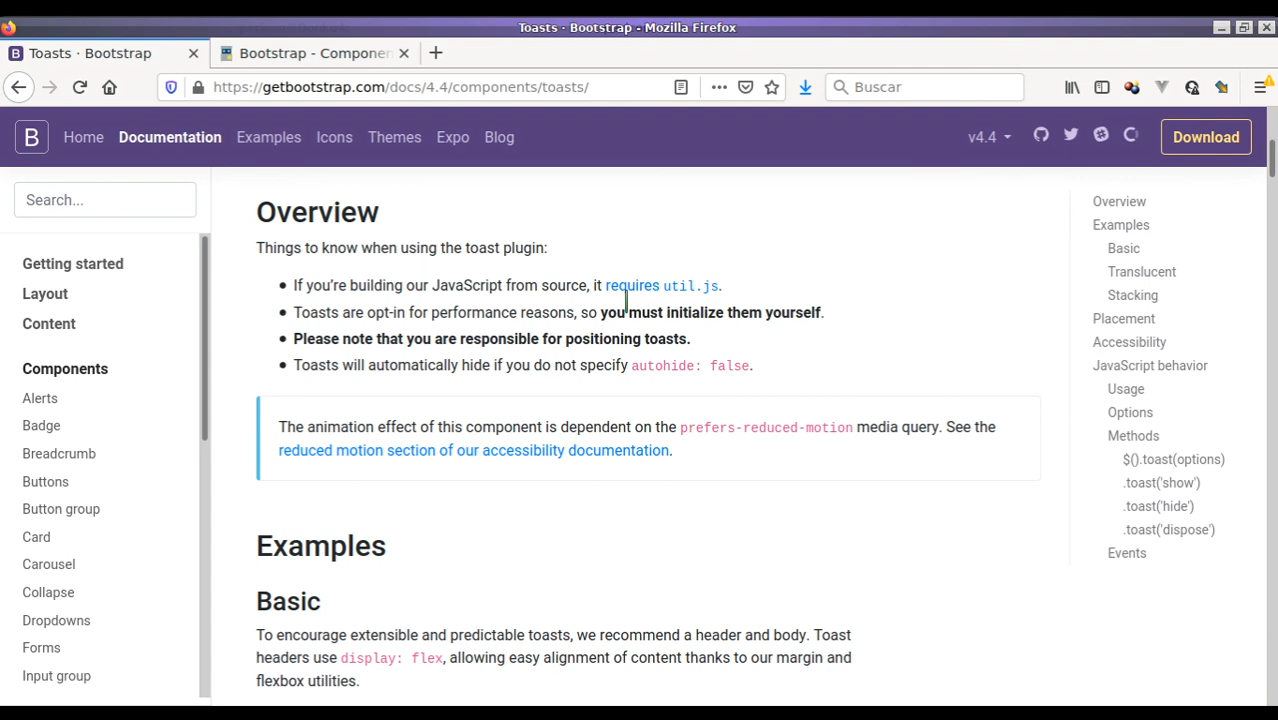 Toasts · Bootstrap - Mozilla Firefox
Toasts · Bootstrap
Bootstrap - Componen
https://getbootstrap.com/docs/4.4/components/toasts/
Buscar
B Home Documentation Examples Icons Themes Expo Blog v4.4 Download
Search...
Getting started
Layout
Content
Components
Alerts
Badge
Breadcrumb
Buttons
Button group
Card
Carousel
Collapse
Dropdowns
Forms
Input group
Overview
Things to know when using the toast plugin:
If you're building our JavaScript from source, it requires util.js.
Toasts are opt-in for performance reasons, so you must initialize them yourself.
Please note that you are responsible for positioning toasts.
Toasts will automatically hide if you do not specify autohide: false.
The animation effect of this component is dependent on the prefers-reduced-motion media query. See the
reduced motion section of our accessibility documentation.
Examples
Basic
To encourage extensible and predictable toasts, we recommend a header and body. Toast
headers use display: flex, allowing easy alignment of content thanks to our margin and
flexbox utilities.
Overview
Examples
Basic
Translucent
Stacking
Placement
Accessibility
JavaScript behavior
Usage
Options
Methods
$().toast(options)
.toast('show')
.toast('hide')
.toast('dispose')
Events